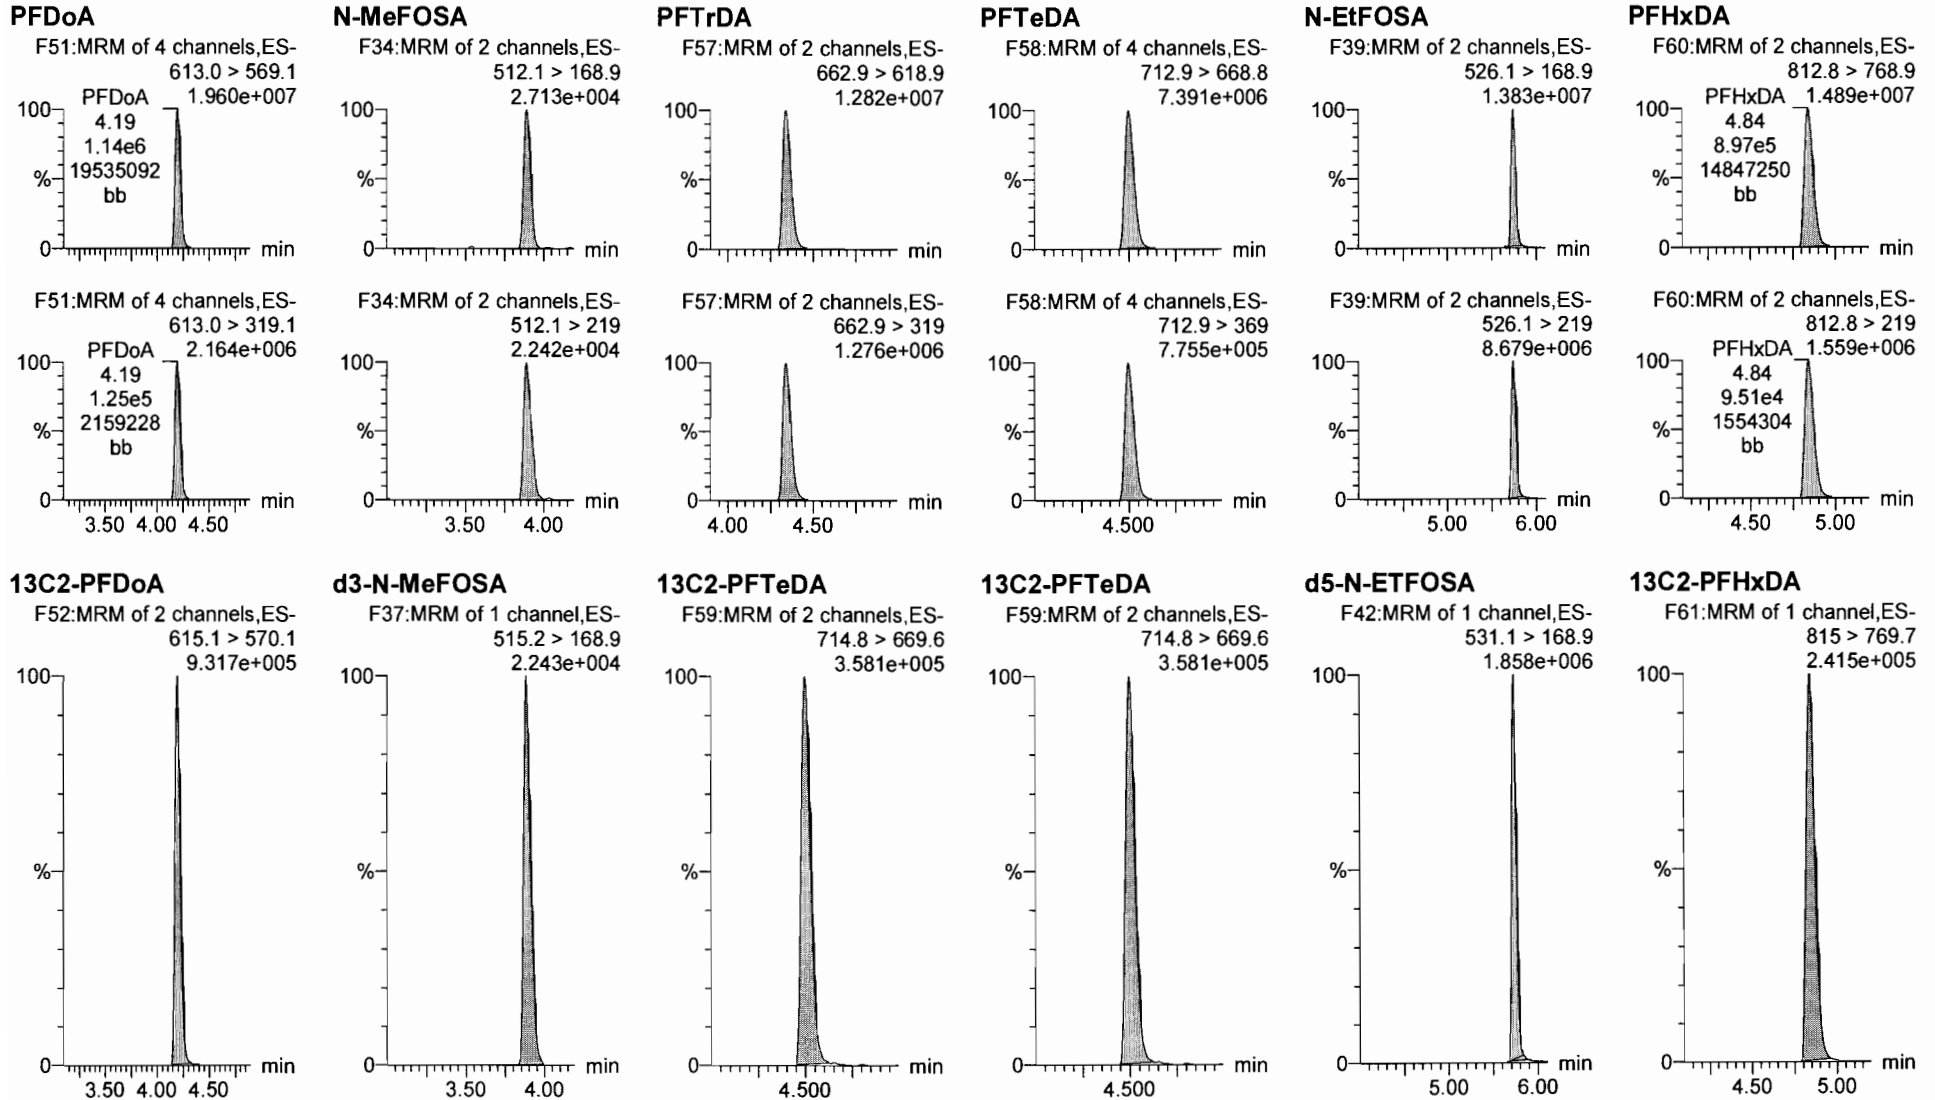 PFDoA
F51:MRM of 4 channels,ES-
613.0 > 569.1
1.960e+007
PFDoA
4.19
1.14e6
19535092
bb
100
%
0
min
N-MeFOSA
F34:MRM of 2 channels,ES-
512.1 > 168.9
2.713e+004
100
%
0
min
PFTrDA
F57:MRM of 2 channels,ES-
662.9 > 618.9
1.282e+007
100
%
0
min
PFTeDA
F58:MRM of 4 channels,ES-
712.9 > 668.8
7.391e+006
100
%
0
min
N-EtFOSA
F39:MRM of 2 channels,ES-
526.1 > 168.9
1.383e+007
100
%
0
min
PFHxDA
F60:MRM of 2 channels,ES-
812.8 > 768.9
1.489e+007
PFHxDA
4.84
8.97e5
14847250
bb
100
%
0
min
F51:MRM of 4 channels,ES-
613.0 > 319.1
2.164e+006
PFDoA
4.19
1.25e5
2159228
bb
100
%
0
min
3.50 4.00 4.50
F34:MRM of 2 channels,ES-
512.1 > 219
2.242e+004
100
%
0
min
3.50 4.00
F57:MRM of 2 channels,ES-
662.9 > 319
1.276e+006
100
%
0
min
4.00 4.50
F58:MRM of 4 channels,ES-
712.9 > 369
7.755e+005
100
%
0
min
4.500
F39:MRM of 2 channels,ES-
526.1 > 219
8.679e+006
100
%
0
min
5.00 6.00
F60:MRM of 2 channels,ES-
812.8 > 219
1.559e+006
PFHxDA
4.84
9.51e4
1554304
bb
100
%
0
min
4.50 5.00
13C2-PFDoA
F52:MRM of 2 channels,ES-
615.1 > 570.1
9.317e+005
100
%
0
min
3.50 4.00 4.50
d3-N-MeFOSA
F37:MRM of 1 channel,ES-
515.2 > 168.9
2.243e+004
100
%
0
min
3.50 4.00
13C2-PFTeDA
F59:MRM of 2 channels,ES-
714.8 > 669.6
3.581e+005
100
%
0
min
4.500
13C2-PFTeDA
F59:MRM of 2 channels,ES-
714.8 > 669.6
3.581e+005
100
%
0
min
4.500
d5-N-ETFOSA
F42:MRM of 1 channel,ES-
531.1 > 168.9
1.858e+006
100
%
0
min
5.00 6.00
13C2-PFHxDA
F61:MRM of 1 channel,ES-
815 > 769.7
2.415e+005
100
%
0
min
4.50 5.00